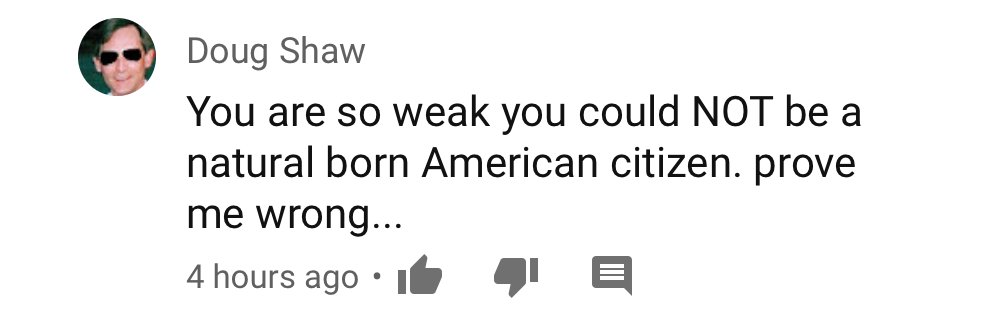 Doug Shaw
You are so weak you could NOT be a
natural born American citizen. prove
me wrong...
4 hours ago •